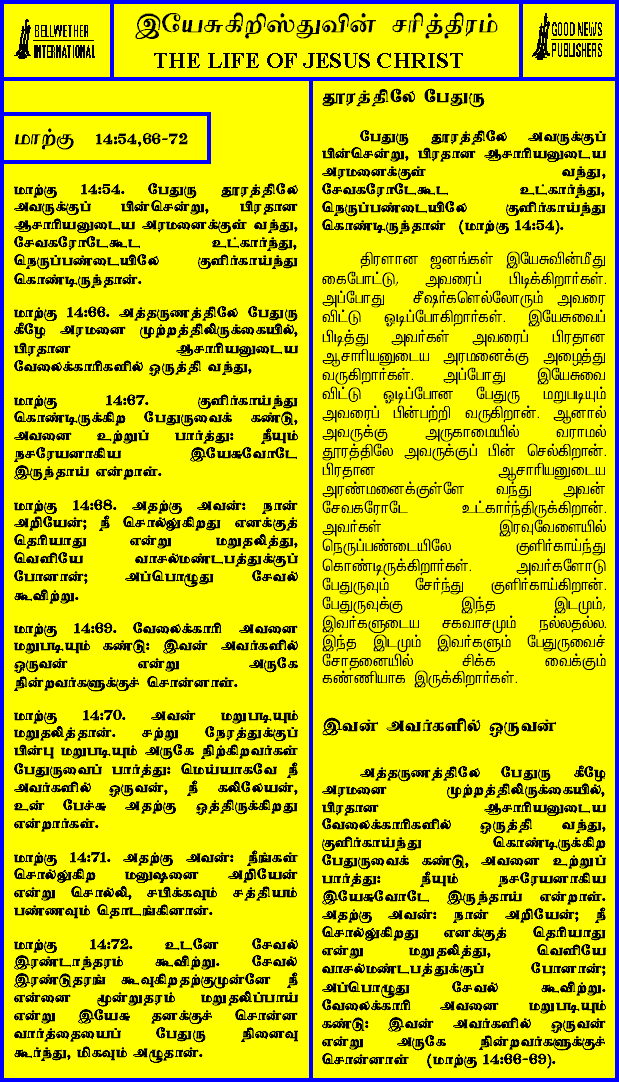 BELLWETHER
INTERNATIONAL
இயேசுகிறிஸ்துவின் சரித்திரம்
THE LIFE OF JESUS CHRIST
GOOD NEWS
PUBLISHERS
மாற்கு 14:54,66-72
மாற்கு 14:54. பேதுரு தூரத்திலே
அவருக்குப் பின்சென்று, பிரதான
ஆசாரியனுடைய அரமனைக்குள் வந்து,
சேவகரோடேகூட உட்கார்ந்து,
நெருப்பண்டையிலே குளிர்காய்ந்து
கொண்டிருந்தான்.
மாற்கு 14:66. அத்தருணத்திலே பேதுரு
கீழே அரமனை முற்றத்திலிருக்கையில்,
பிரதான ஆசாரியனுடைய
வேலைக்காரிகளில் ஒருத்தி வந்து,
மாற்கு 14:67. குளிர்காய்ந்து
கொண்டிருக்கிற பேதுருவைக் கண்டு,
அவனை உற்றுப் பார்த்து: நீயும்
நசரேயனாகிய இயேசுவோடே
இருந்தாய் என்றாள்.
மாற்கு 14:68. அதற்கு அவன்: நான்
அறியேன்; நீ சொல்லுகிறது எனக்குத்
தெரியாது என்று மறுதலித்து,
வெளியே வாசல்மண்டபத்துக்குப்
போனான்; அப்பொழுது சேவல்
கூவிற்று.
மாற்கு 14:69. வேலைக்காரி அவனை
மறுபடியும் கண்டு: இவன் அவர்களில்
ஒருவன் என்று அருகே
நின்றவர்களுக்குச் சொன்னாள்.
மாற்கு 14:70. அவன் மறுபடியும்
மறுதலித்தான். சற்று நேரத்துக்குப்
பின்பு மறுபடியும் அருகே நிற்கிறவர்கள்
பேதுருவைப் பார்த்து: மெய்யாகவே நீ
அவர்களில் ஒருவன், நீ கலிலேயன்,
உன் பேச்சு அதற்கு ஒத்திருக்கிறது
என்றார்கள்.
மாற்கு 14:71. அதற்கு அவன்: நீங்கள்
சொல்லுகிற மனுஷனை அறியேன்
என்று சொல்லி, சபிக்கவும் சத்தியம்
பண்ணவும் தொடங்கினான்.
மாற்கு 14:72. உடனே சேவல்
இரண்டாந்தரம் கூவிற்று. சேவல்
இரண்டுதரங் கூவுகிறதற்குமுன்னே நீ
என்னை மூன்றுதரம் மறுதலிப்பாய்
என்று இயேசு தனக்குச் சொன்ன
வார்த்தையைப் பேதுரு நினைவு
கூர்ந்து, மிகவும் அழுதான்.
தூரத்திலே பேதுரு
பேதுரு தூரத்திலே அவருக்குப்
பின்சென்று, பிரதான ஆசாரியனுடைய
அரமனைக்குள் வந்து,
சேவகரோடேகூட உட்கார்ந்து,
நெருப்பண்டையிலே குளிர்காய்ந்து
கொண்டிருந்தான் (மாற்கு 14:54).
திரளான ஜனங்கள் இயேசுவின்மீது
கைபோட்டு, அவரைப் பிடிக்கிறார்கள்.
அப்போது சீஷர்களெல்லோரும் அவரை
விட்டு ஓடிப்போகிறார்கள். இயேசுவைப்
பிடித்து அவர்கள் அவரைப் பிரதான
ஆசாரியனுடைய அரமனைக்கு அழைத்து
வருகிறார்கள். அப்போது இயேசுவை
விட்டு ஓடிப்போன பேதுரு மறுபடியும்
அவரைப் பின்பற்றி வருகிறான். ஆனால்
அவருக்கு அருகாமையில் வராமல்
தூரத்திலே அவருக்குப் பின் செல்கிறான்.
பிரதான ஆசாரியனுடைய
அரண்மனைக்குள்ளே வந்து அவன்
சேவகரோடே உட்கார்ந்திருக்கிறான்.
அவர்கள் இரவுவேளையில்
நெருப்பண்டையிலே குளிர்காய்ந்து
கொண்டிருக்கிறார்கள். அவர்களோடு
பேதுருவும் சேர்ந்து குளிர்காய்கிறான்.
பேதுருவுக்கு இந்த இடமும்,
இவர்களுடைய சகவாசமும் நல்லதல்ல.
இந்த இடமும் இவர்களும் பேதுருவைச்
சோதனையில் சிக்க வைக்கும்
கண்ணியாக இருக்கிறார்கள்.
இவன் அவர்களில் ஒருவன்
அத்தருணத்திலே பேதுரு கீழே
அரமனை முற்றத்திலிருக்கையில்,
பிரதான ஆசாரியனுடைய
வேலைக்காரிகளில் ஒருத்தி வந்து,
குளிர்காய்ந்து கொண்டிருக்கிற
பேதுருவைக் கண்டு, அவனை உற்றுப்
பார்த்து: நீயும் நசரேயனாகிய
இயேசுவோடே இருந்தாய் என்றாள்.
அதற்கு அவன்: நான் அறியேன்; நீ
சொல்லுகிறது எனக்குத் தெரியாது
என்று மறுதலித்து, வெளியே
வாசல்மண்டபத்துக்குப் போனான்;
அப்பொழுது சேவல் கூவிற்று.
வேலைக்காரி அவனை மறுபடியும்
கண்டு: இவன் அவர்களில் ஒருவன்
என்று அருகே நின்றவர்களுக்குச்
சொன்னாள் (மாற்கு 14:66-69).